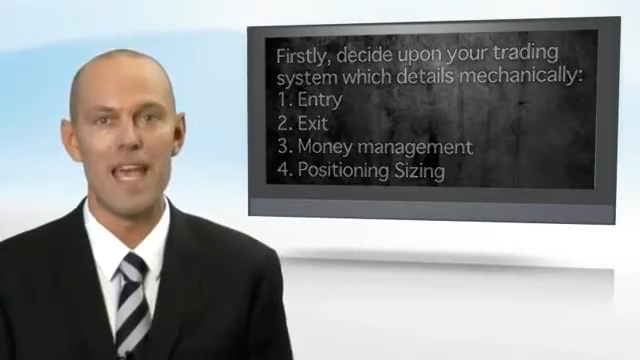 Firstly, decide upon your trading
system which details mechanically:
1. Entry
2. Exit
3. Money management
4. Positioning Sizing